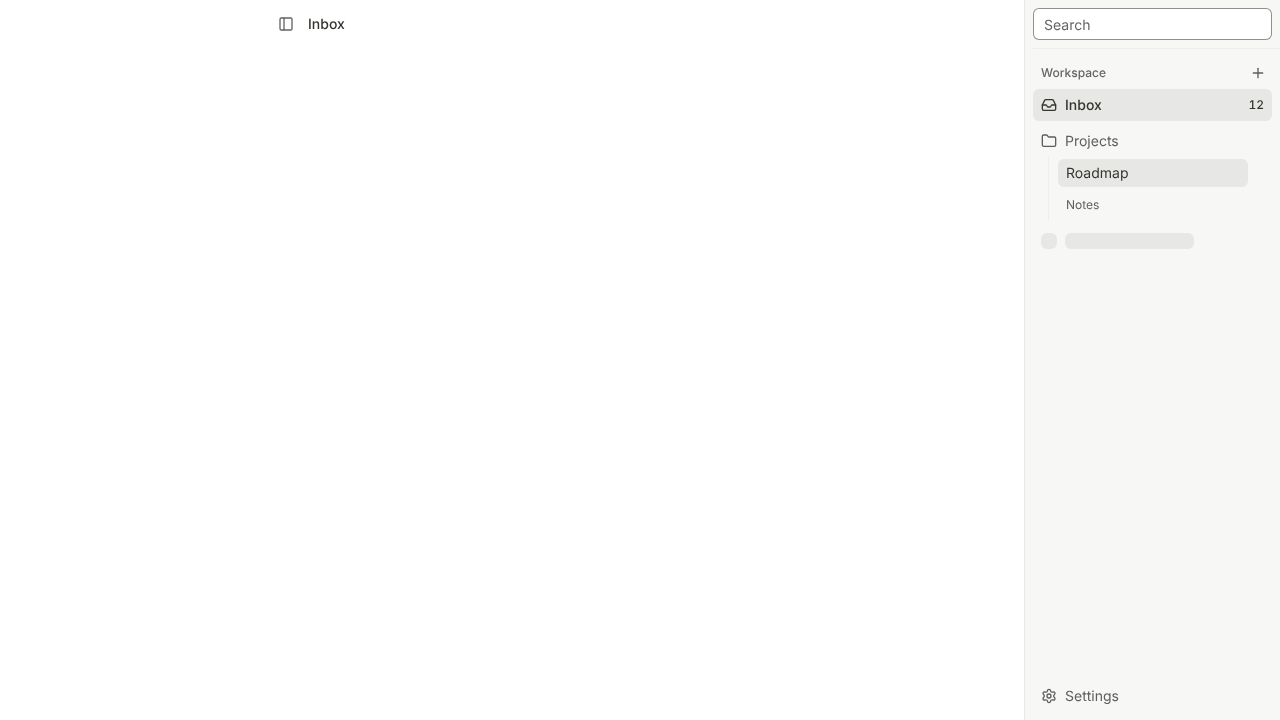 Inbox
Search
Workspace
Inbox 12
Projects
Roadmap
Notes
Settings